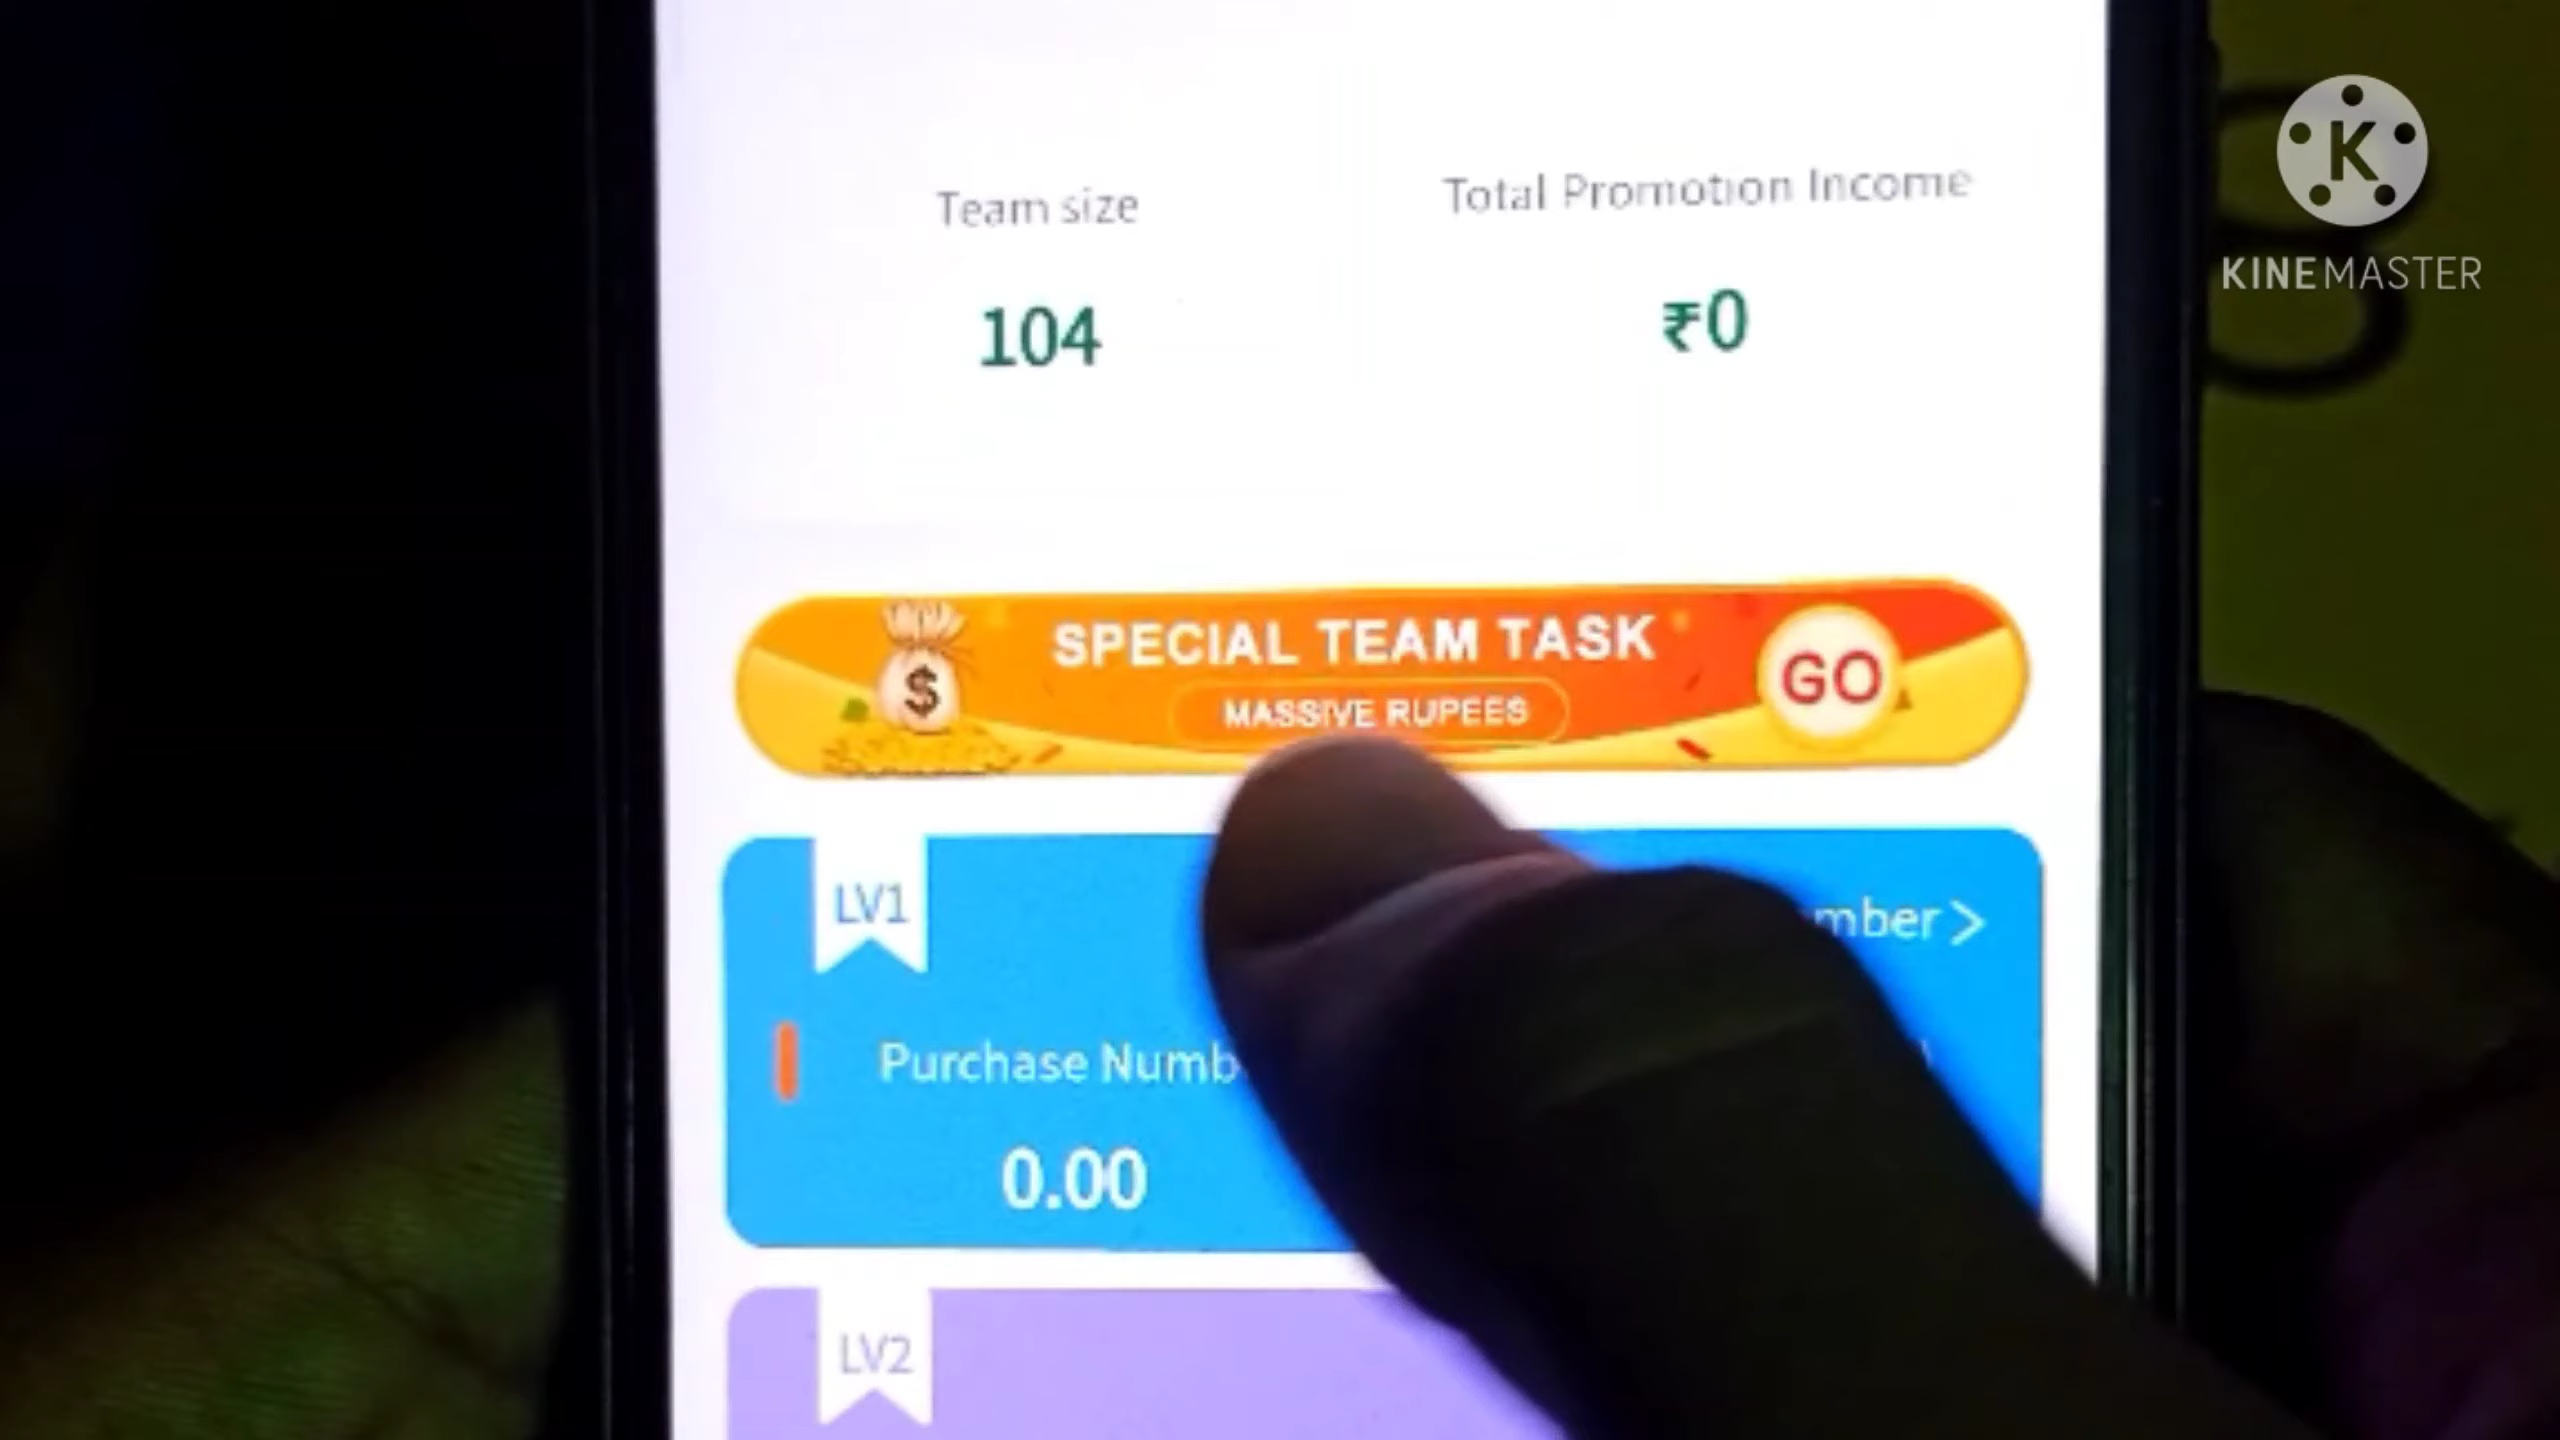 Team size
Total Promotion Income
104
₹0
K
KINEMASTER
SPECIAL TEAM TASK
MASSIVE RUPEES
$
GO
LV1
mber >
Purchase Numb
0.00
LV2